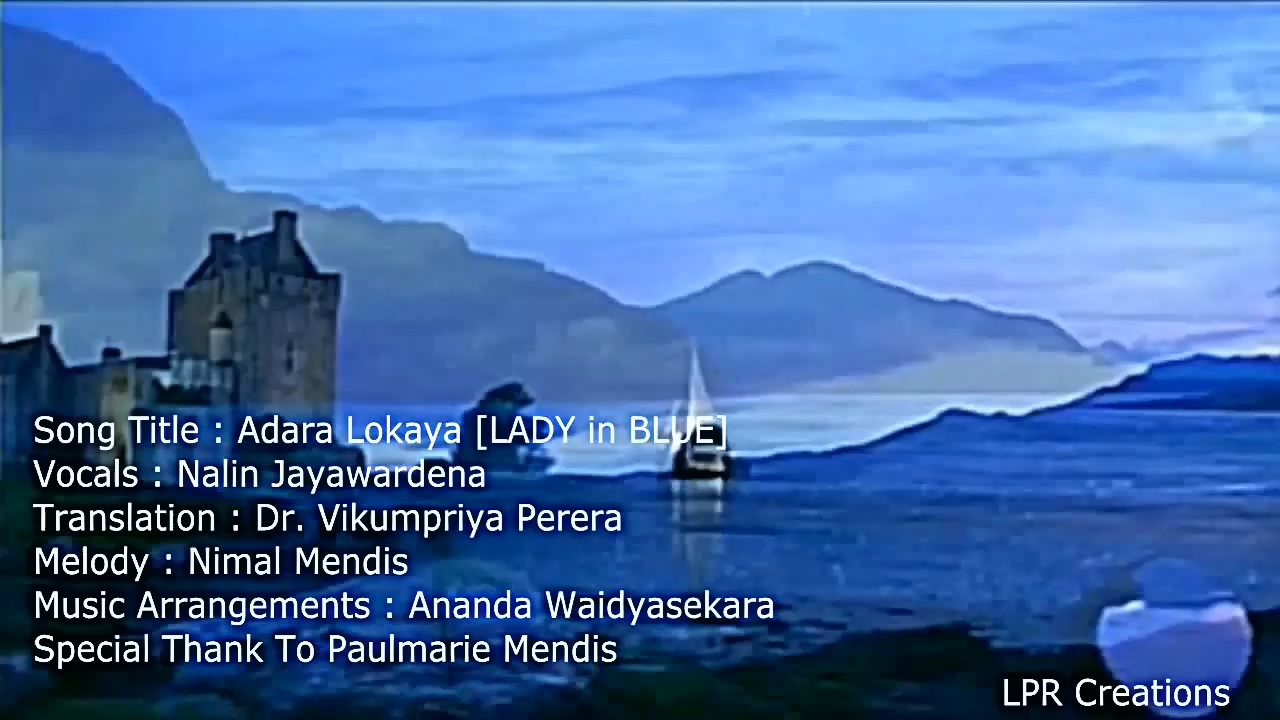 Song Title : Adara Lokaya [LADY in BLUE]
Vocals : Nalin Jayawardena
Translation : Dr. Vikumpriya Perera
Melody : Nimal Mendis
Music Arrangements : Ananda Waidyasekara
Special Thank To Paulmarie Mendis
LPR Creations